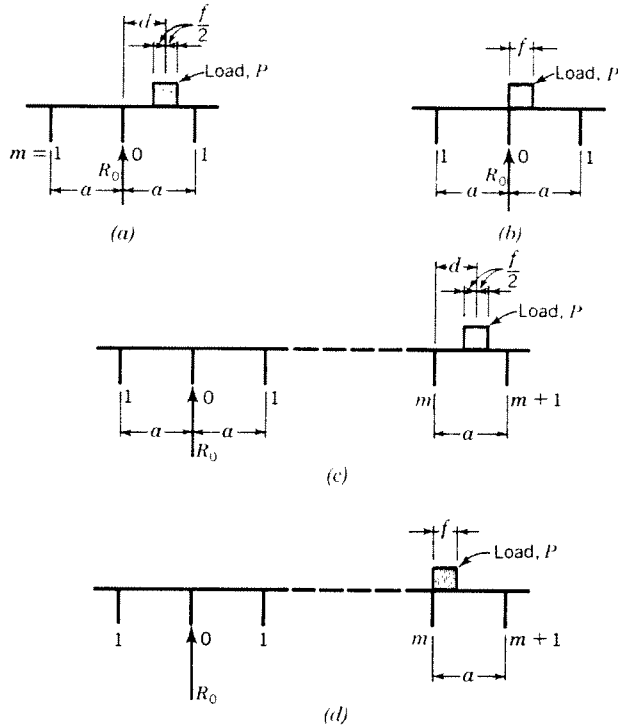 d f/2
Load, P
m = 1 0 1
R₀
a a
(a)
f
Load, P
1 0 1
R₀
a a
(b)
d f/2
Load, P
1 0 1 m m + 1
a a a
R₀
(c)
f
Load, P
1 0 1 m m + 1
a
R₀
(d)